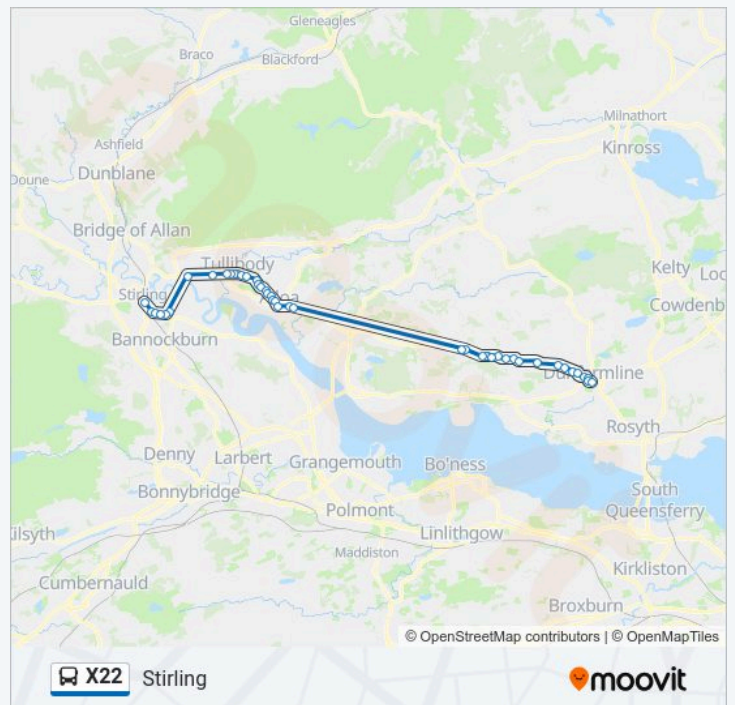 Gleneagles
Braco
Blackford
Milnathort
Ashfield
Kinross
Dunblane
Doune
Bridge of Allan
Tullibody
Kelty
Stirling
Cowdenb
Bannockburn
Rosyth
Denny
Larbert
Grangemouth
Bo'ness
Bonnybridge
Polmont
South
Queensferry
Linlithgow
Maddiston
Kirkliston
Cumbernauld
Broxburn
© OpenStreetMap contributors | © OpenMapTiles
X22 Stirling
moovit